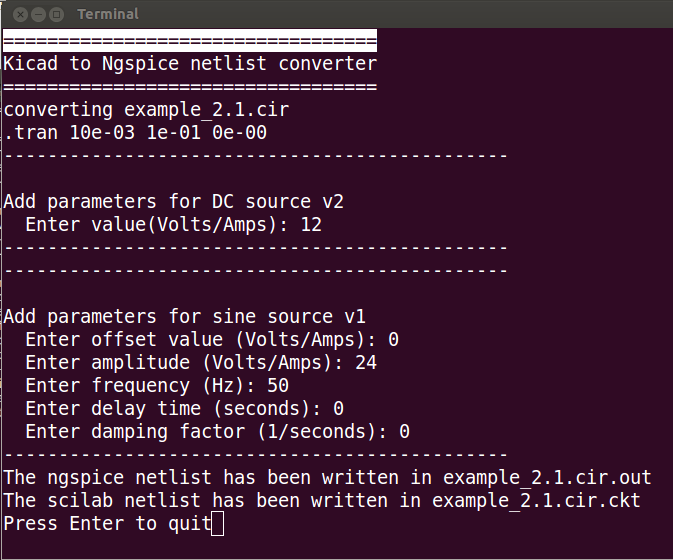 Terminal
==================================
Kicad to Ngspice netlist converter
==================================
converting example_2.1.cir
.tran 10e-03 1e-01 0e-00
----------------------------------------------
Add parameters for DC source v2
Enter value(Volts/Amps): 12
----------------------------------------------
----------------------------------------------
Add parameters for sine source v1
Enter offset value (Volts/Amps): 0
Enter amplitude (Volts/Amps): 24
Enter frequency (Hz): 50
Enter delay time (seconds): 0
Enter damping factor (1/seconds): 0
----------------------------------------------
The ngspice netlist has been written in example_2.1.cir.out
The scilab netlist has been written in example_2.1.cir.ckt
Press Enter to quit